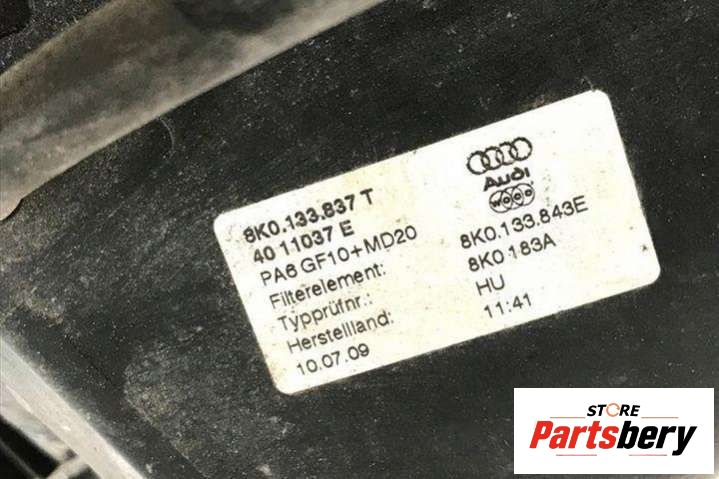 8K0.133.837 T
40 11037 E
PA6 GF10+MD20
Filterelement: 8K0.133.843E
Typprüfnr.: 8K0 183A
Herstellland: HU
10.07.09 11:41
Audi
STORE
Partsbery